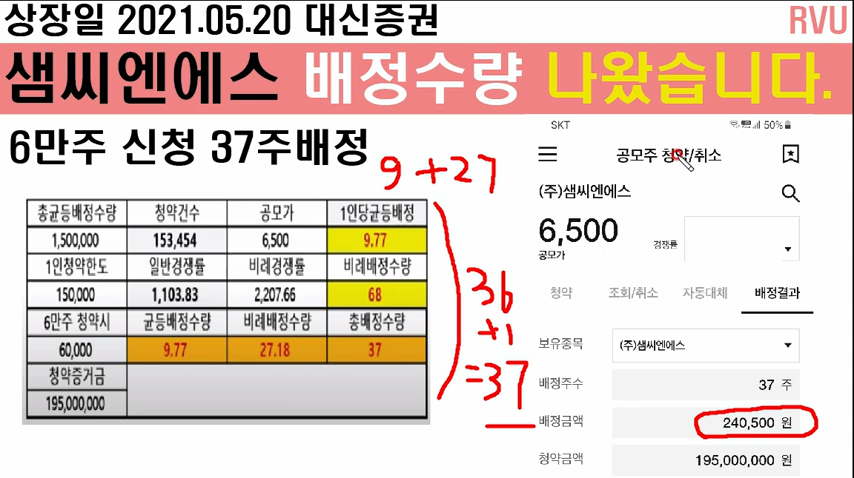 상장일 2021.05.20 대신증권
RVU
샘씨엔에스 배정수량 나왔습니다.
6만주 신청 37주배정
9+27
총균등배정수량 청약건수 공모가 1인당균등배정
1,500,000 153,454 6,500 9.77
1인청약한도 일반경쟁률 비례경쟁률 비례배정수량
150,000 1,103.83 2,207.66 68
6만주 청약시 균등배정수량 비례배정수량 총배정수량
60,000 9.77 27.18 37
청약증거금
195,000,000
36
+1
=37
SKT 50%
공모주 청약/취소
(주)샘씨엔에스
6,500
공모가
경쟁률
청약 조회/취소 자동대체 배정결과
보유종목 (주)샘씨엔에스
배정주수 37 주
배정금액 240,500 원
청약금액 195,000,000 원